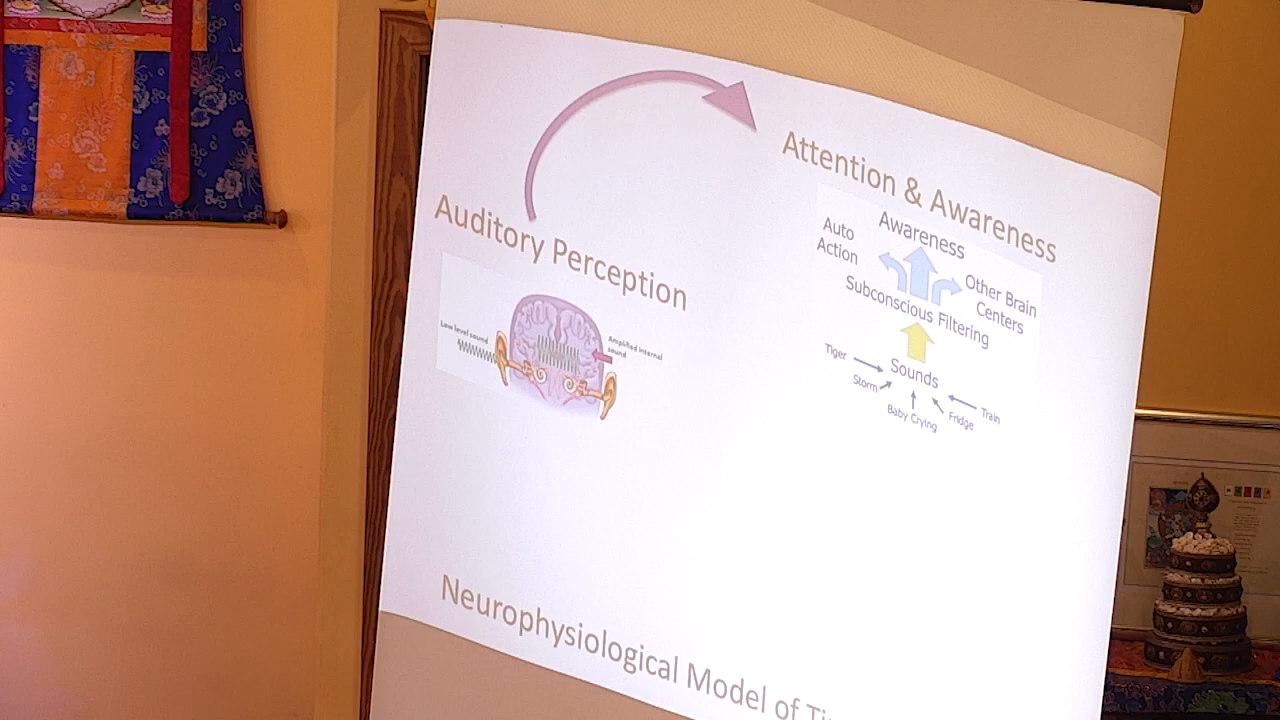 Attention & Awareness
Auditory Perception
Low level sound
Amplified internal
sound
Auto
Action
Awareness
Other Brain
Centers
Subconscious Filtering
Sounds
Tiger
Storm
Baby Crying
Fridge
Train
Neurophysiological Model of